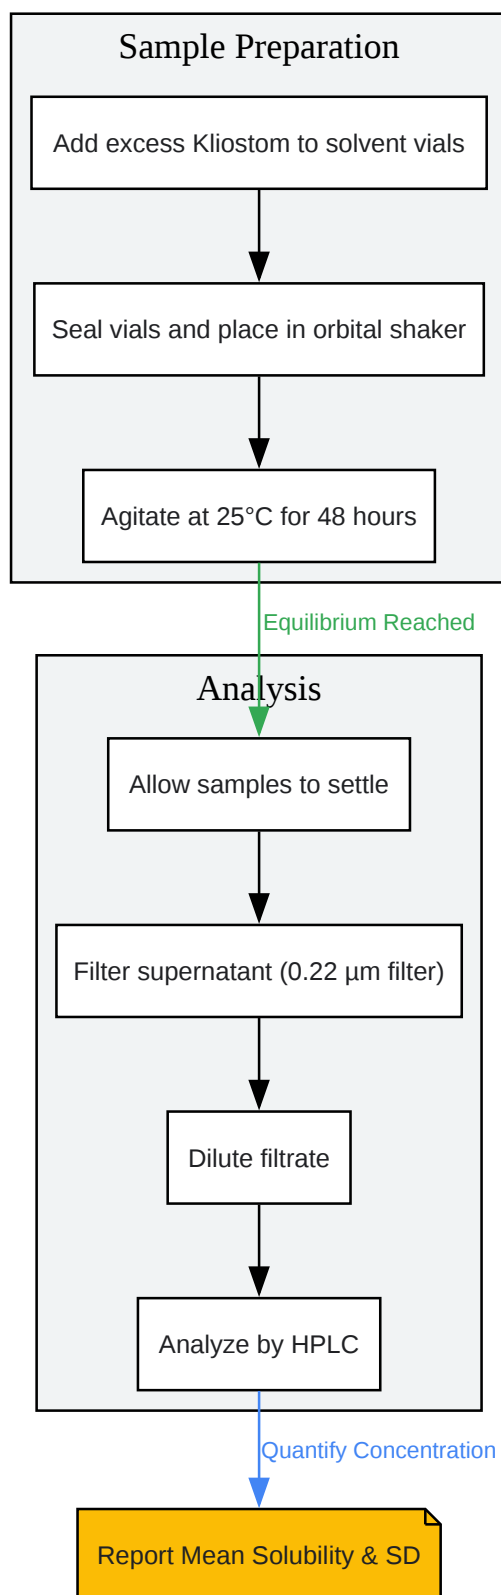 Sample Preparation
Add excess Kliostom to solvent vials
Seal vials and place in orbital shaker
Agitate at 25°C for 48 hours
Equilibrium Reached
Analysis
Allow samples to settle
Filter supernatant (0.22 µm filter)
Dilute filtrate
Analyze by HPLC
Quantify Concentration
Report Mean Solubility & SD